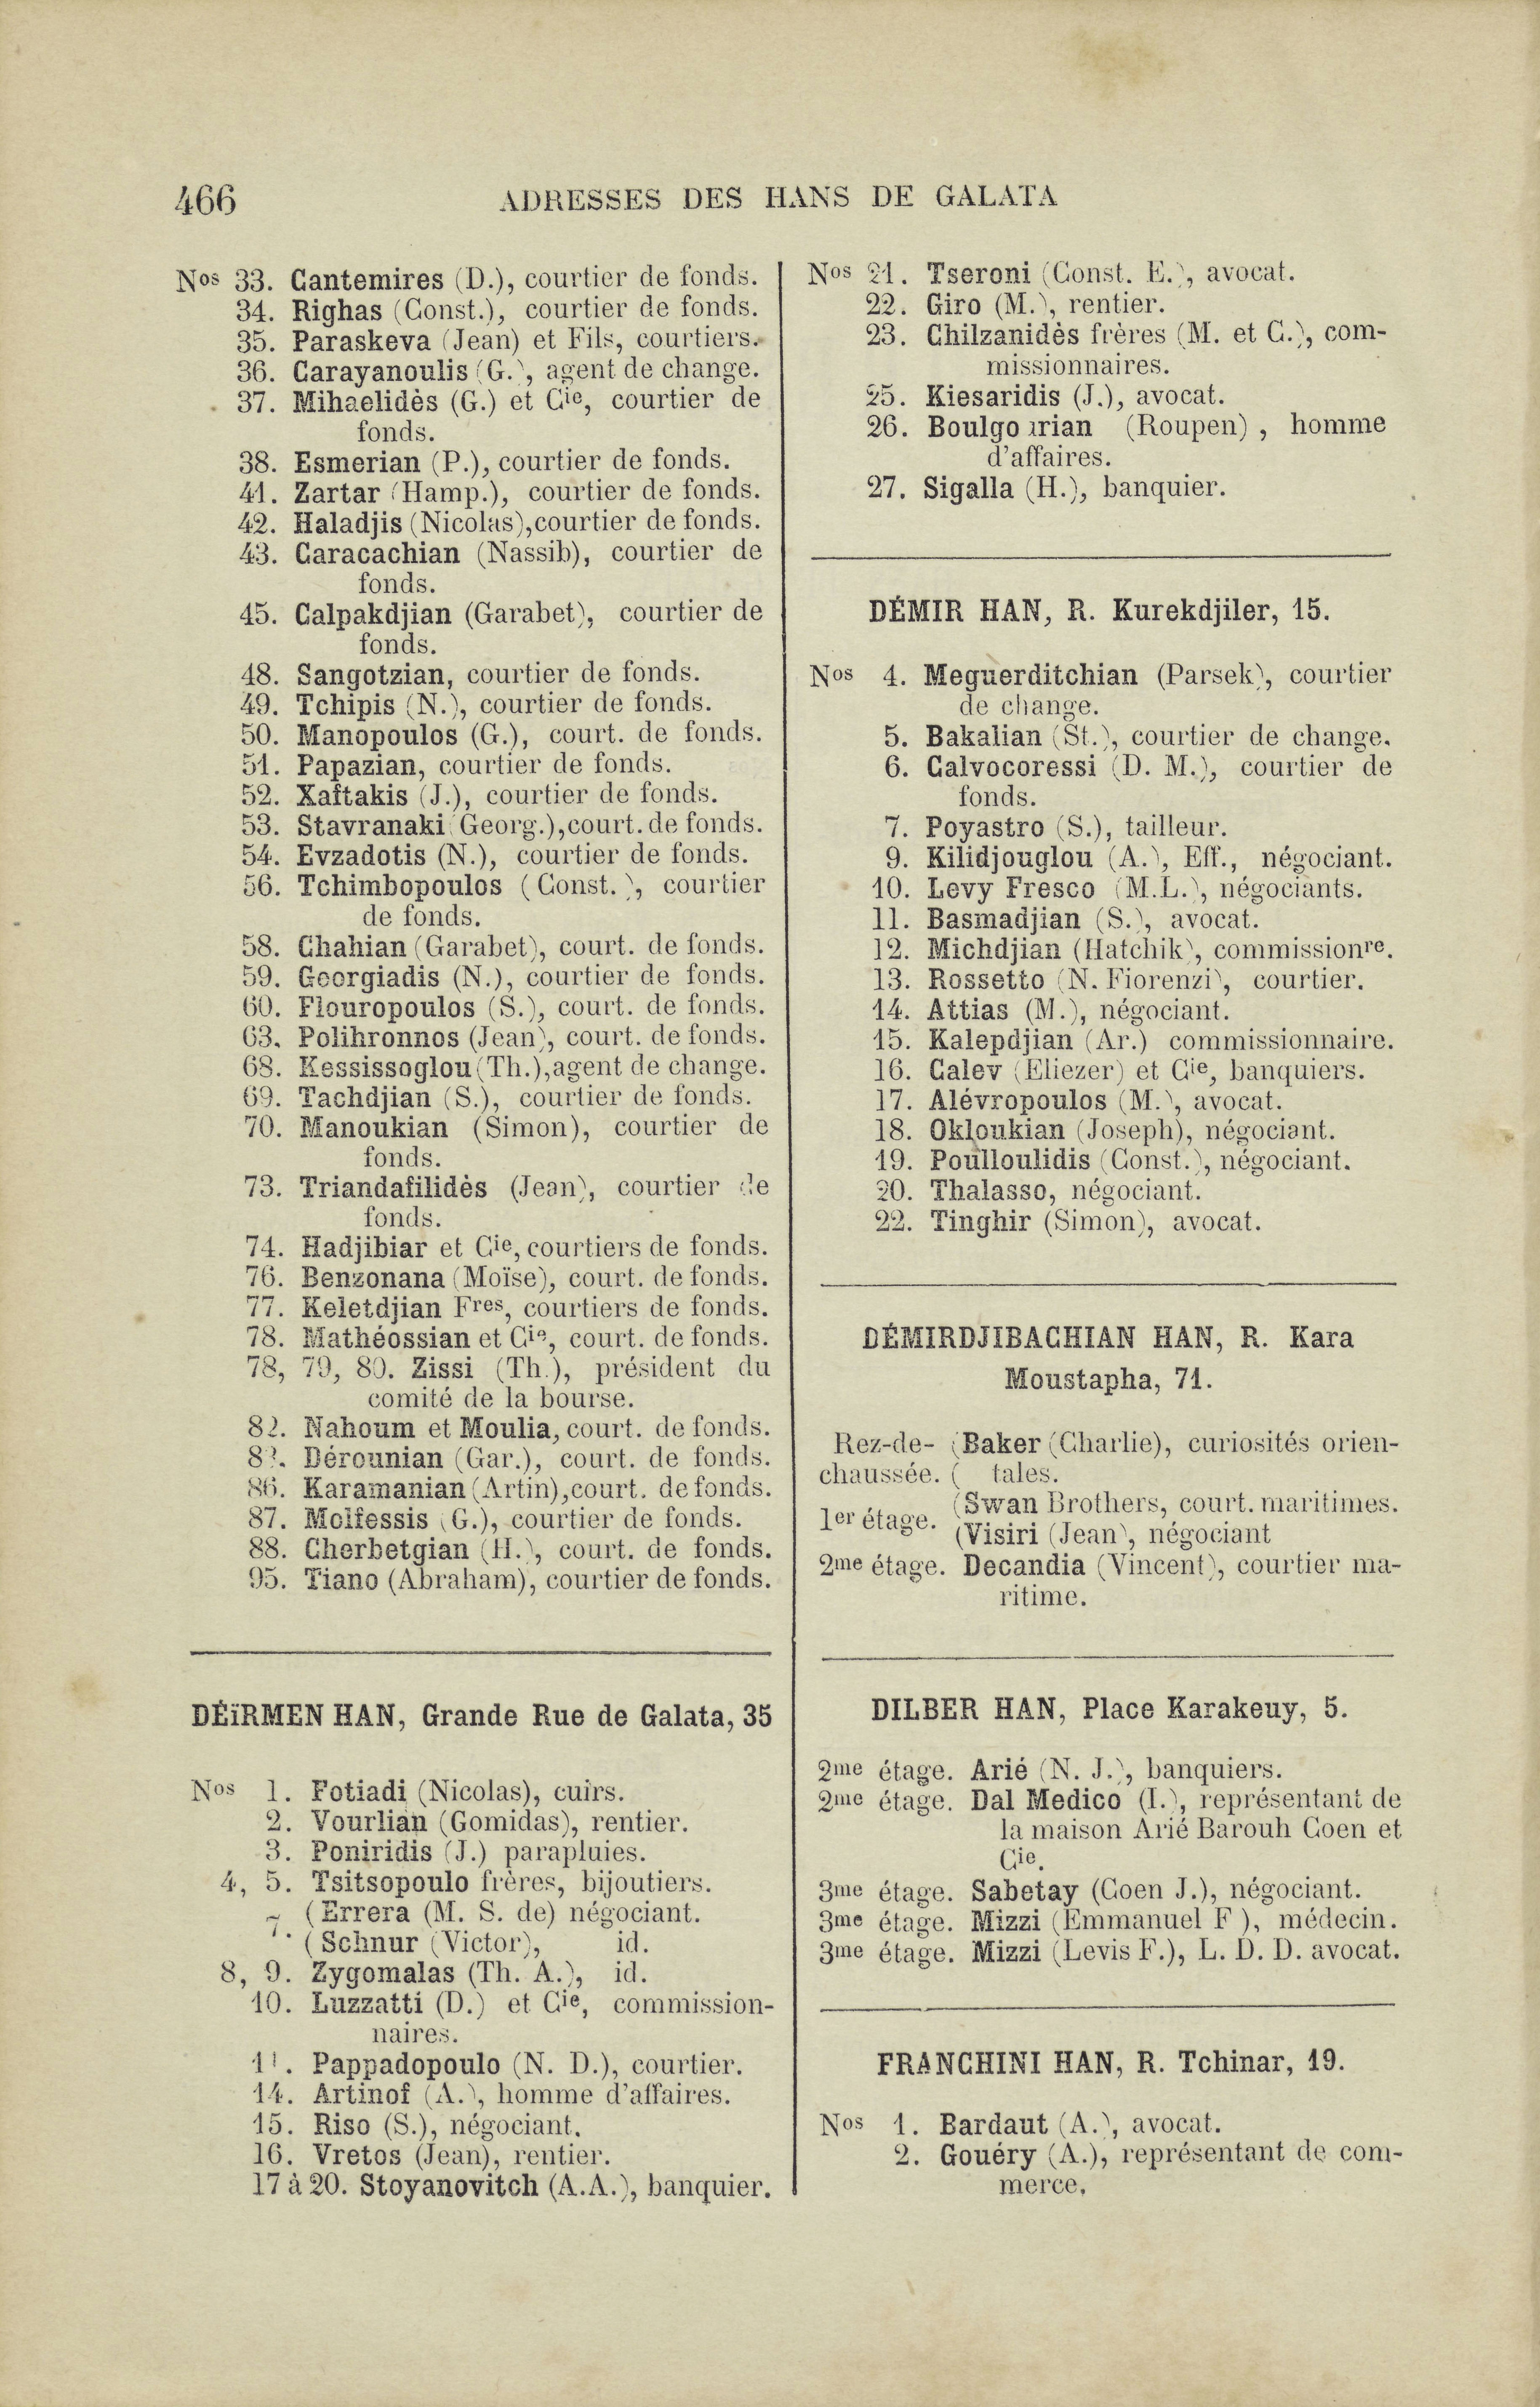 466
ADRESSES DES HANS DE GALATA
Nos 33. Cantemires (D.), courtier de fonds.
34. Righas (Const.), courtier de fonds.
35. Paraskeva (Jean) et Fils, courtiers.
36. Carayanoulis (G.), agent de change.
37. Mihaelidès (G.) et Cie, courtier de
fonds.
38. Esmerian (P.), courtier de fonds.
41. Zartar (Hamp.), courtier de fonds.
42. Haladjis (Nicolas), courtier de fonds.
43. Caracachian (Nassib), courtier de
fonds.
45. Calpakdjian (Garabet), courtier de
fonds.
48. Sangotzian, courtier de fonds.
49. Tchipis (N.), courtier de fonds.
50. Manopoulos (G.), court. de fonds.
51. Papazian, courtier de fonds.
52. Xaftakis (J.), courtier de fonds.
53. Stavranaki (Georg.), court. de fonds.
54. Evzadotis (N.), courtier de fonds.
56. Tchimbopoulos (Const.), courtier
de fonds.
58. Chahian (Garabet), court. de fonds.
59. Georgiadis (N.), courtier de fonds.
60. Flouropoulos (S.), court. de fonds.
63. Polihronnos (Jean), court. de fonds.
68. Kessissoglou (Th.), agent de change.
69. Tachdjian (S.), courtier de fonds.
70. Manoukian (Simon), courtier de
fonds.
73. Triandafilidès (Jean), courtier de
fonds.
74. Hadjibiar et Cie, courtiers de fonds.
76. Benzonana (Moïse), court. de fonds.
77. Keletdjian Fres, courtiers de fonds.
78. Mathéossian et Cie, court. de fonds.
78, 79, 80. Zissi (Th.), président du
comité de la bourse.
82. Nahoum et Moulia, court. de fonds.
Dérounian (Gar.), court. de fonds.
86. Karamanian (Artin), court. de fonds.
87. Molfessis (G.), courtier de fonds.
88. Cherbetgian (H.), court. de fonds.
95. Tiano (Abraham), courtier de fonds.
DÉïRMEN HAN, Grande Rue de Galata, 35
Nos 1. Fotiadi (Nicolas), cuirs.
2. Vourlian (Gomidas), rentier.
3. Poniridis (J.) parapluies.
4, 5. Tsitsopoulo frères, bijoutiers.
7. (Errera (M. S. de) négociant.
(Schnur (Victor), id.
8, 9. Zygomalas (Th. A.), id.
10. Luzzatti (D.) et Cie, commission-
naires.
11. Pappadopoulo (N. D.), courtier.
14. Artinof (A.), homme d'affaires.
15. Riso (S.), négociant.
16. Vretos (Jean), rentier.
17 à 20. Stoyanovitch (A.A.), banquier.
Nos 21. Tseroni (Const. E.), avocat.
22. Giro (M.), rentier.
23. Chilzanidès frères (M. et G.), com-
missionnaires.
25. Kiesaridis (J.), avocat.
26. Boulgourian (Roupen), homme
d'affaires.
27. Sigalla (H.), banquier.
DÉMIR HAN, R. Kurekdjiler, 15.
Nos 4. Meguerditchian (Parsek), courtier
de change.
5. Bakalian (St.), courtier de change.
6. Calvocoressi (D. M.), courtier de
fonds.
7. Poyastro (S.), tailleur.
9. Kilidjouglou (A.), Eff., négociant.
10. Levy Fresco (M.L.), négociants.
11. Basmadjian (S.), avocat.
12. Michdjian (Hatchik), commissionre.
13. Rossetto (N. Fiorenzi), courtier.
14. Attias (M.), négociant.
15. Kalepdjian (Ar.) commissionnaire.
16. Calev (Eliezer) et Cie, banquiers.
17. Alévropoulos (M.), avocat.
18. Okloukian (Joseph), négociant.
19. Poulloulidis (Const.), négociant.
20. Thalasso, négociant.
22. Tinghir (Simon), avocat.
DÉMIRDJIBACHIAN HAN, R. Kara
Moustapha, 71.
Rez-de- (Baker (Charlie), curiosités orien-
chaussée. ( tales.
1er étage. (Swan Brothers, court. maritimes.
(Visiri (Jean), négociant
2me étage. Decandia (Vincent), courtier ma-
ritime.
DILBER HAN, Place Karakeuy, 5.
2me étage. Arié (N. J.), banquiers.
2me étage. Dal Medico (I.), représentant de
la maison Arié Barouh Coen et
Cie.
3me étage. Sabetay (Coen J.), négociant.
3me étage. Mizzi (Emmanuel F), médecin.
3me étage. Mizzi (Levis F.), L. D. D. avocat.
FRANCHINI HAN, R. Tchinar, 19.
Nos 1. Bardaut (A.), avocat.
2. Gouéry (A.), représentant de com-
merce.